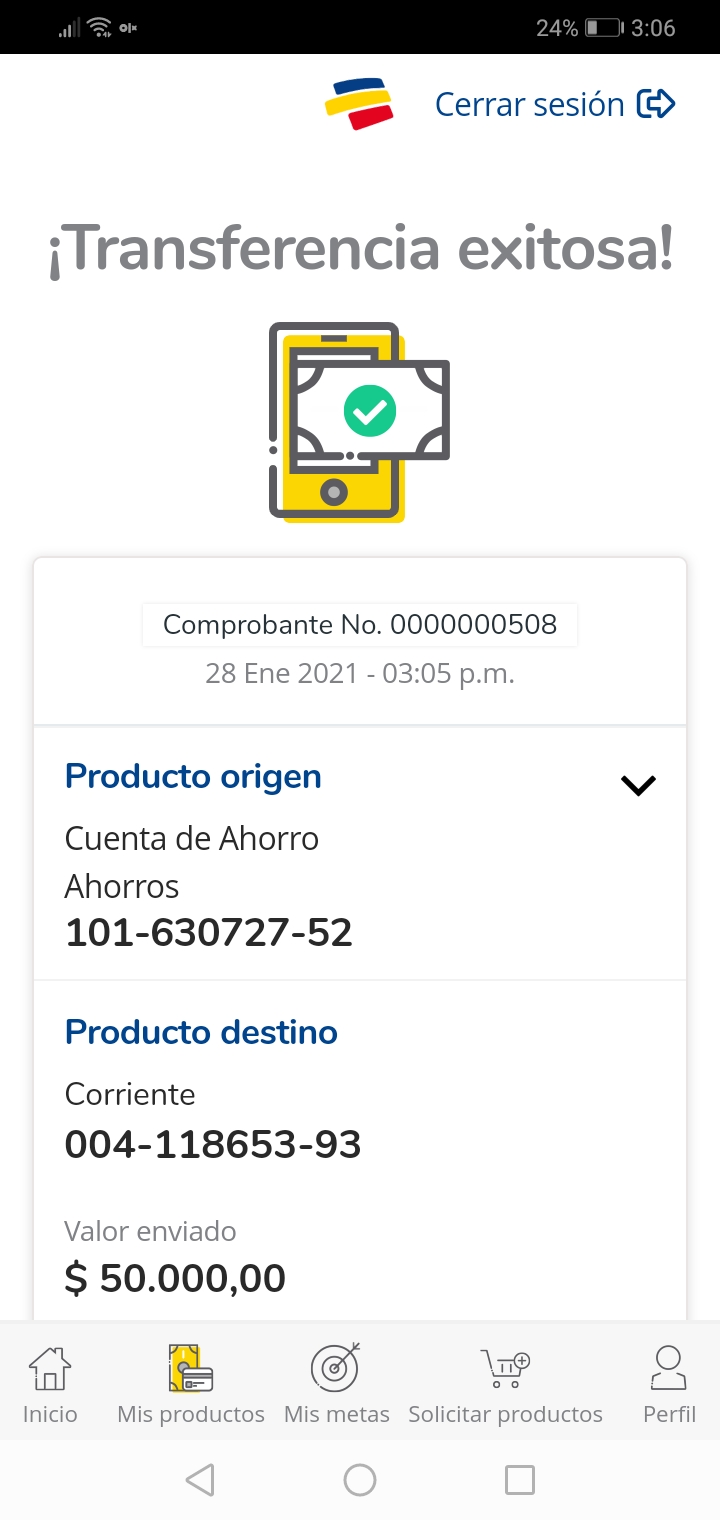 24% 3:06
Cerrar sesión
¡Transferencia exitosa!
Comprobante No. 0000000508
28 Ene 2021 - 03:05 p.m.
Producto origen
Cuenta de Ahorro
Ahorros
101-630727-52
Producto destino
Corriente
004-118653-93
Valor enviado
$ 50.000,00
Inicio
Mis productos
Mis metas
Solicitar productos
Perfil